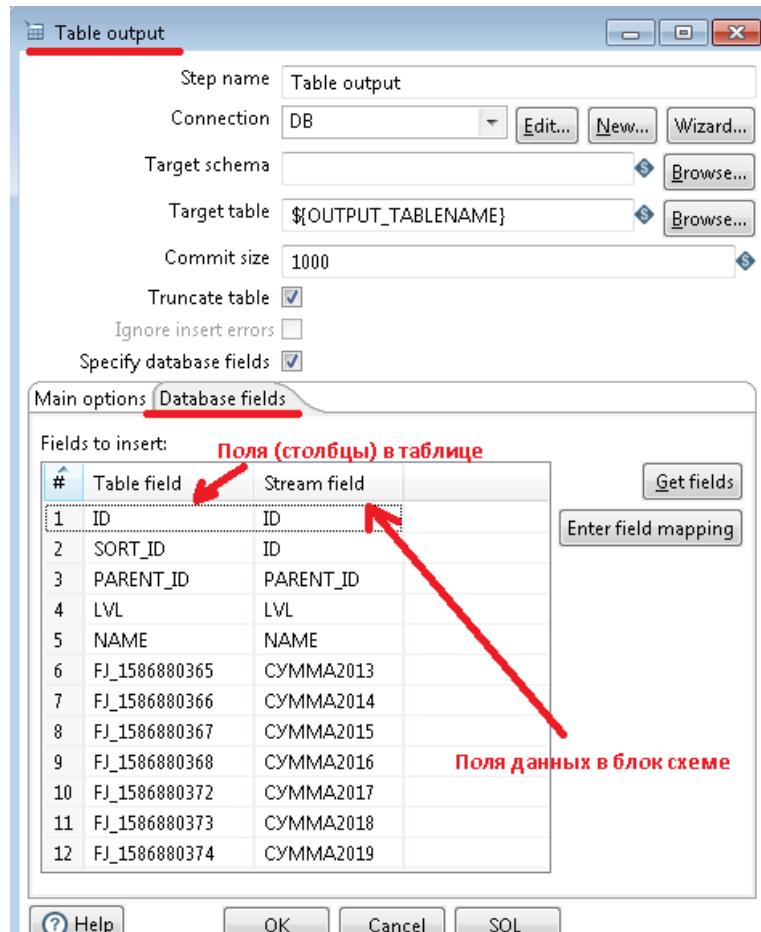 Table output
Step name Table output
Connection DB Edit... New... Wizard...
Target schema Browse...
Target table ${OUTPUT_TABLENAME} Browse...
Commit size 1000
Truncate table
Ignore insert errors
Specify database fields
Main options Database fields
Fields to insert:
Поля (столбцы) в таблице
# Table field Stream field Get fields
1 ID ID Enter field mapping
2 SORT_ID ID
3 PARENT_ID PARENT_ID
4 LVL LVL
5 NAME NAME
6 FJ_1586880365 СУММА2013
7 FJ_1586880366 СУММА2014
8 FJ_1586880367 СУММА2015
9 FJ_1586880368 СУММА2016
Поля данных в блок схеме
10 FJ_1586880372 СУММА2017
11 FJ_1586880373 СУММА2018
12 FJ_1586880374 СУММА2019
Help OK Cancel SQL